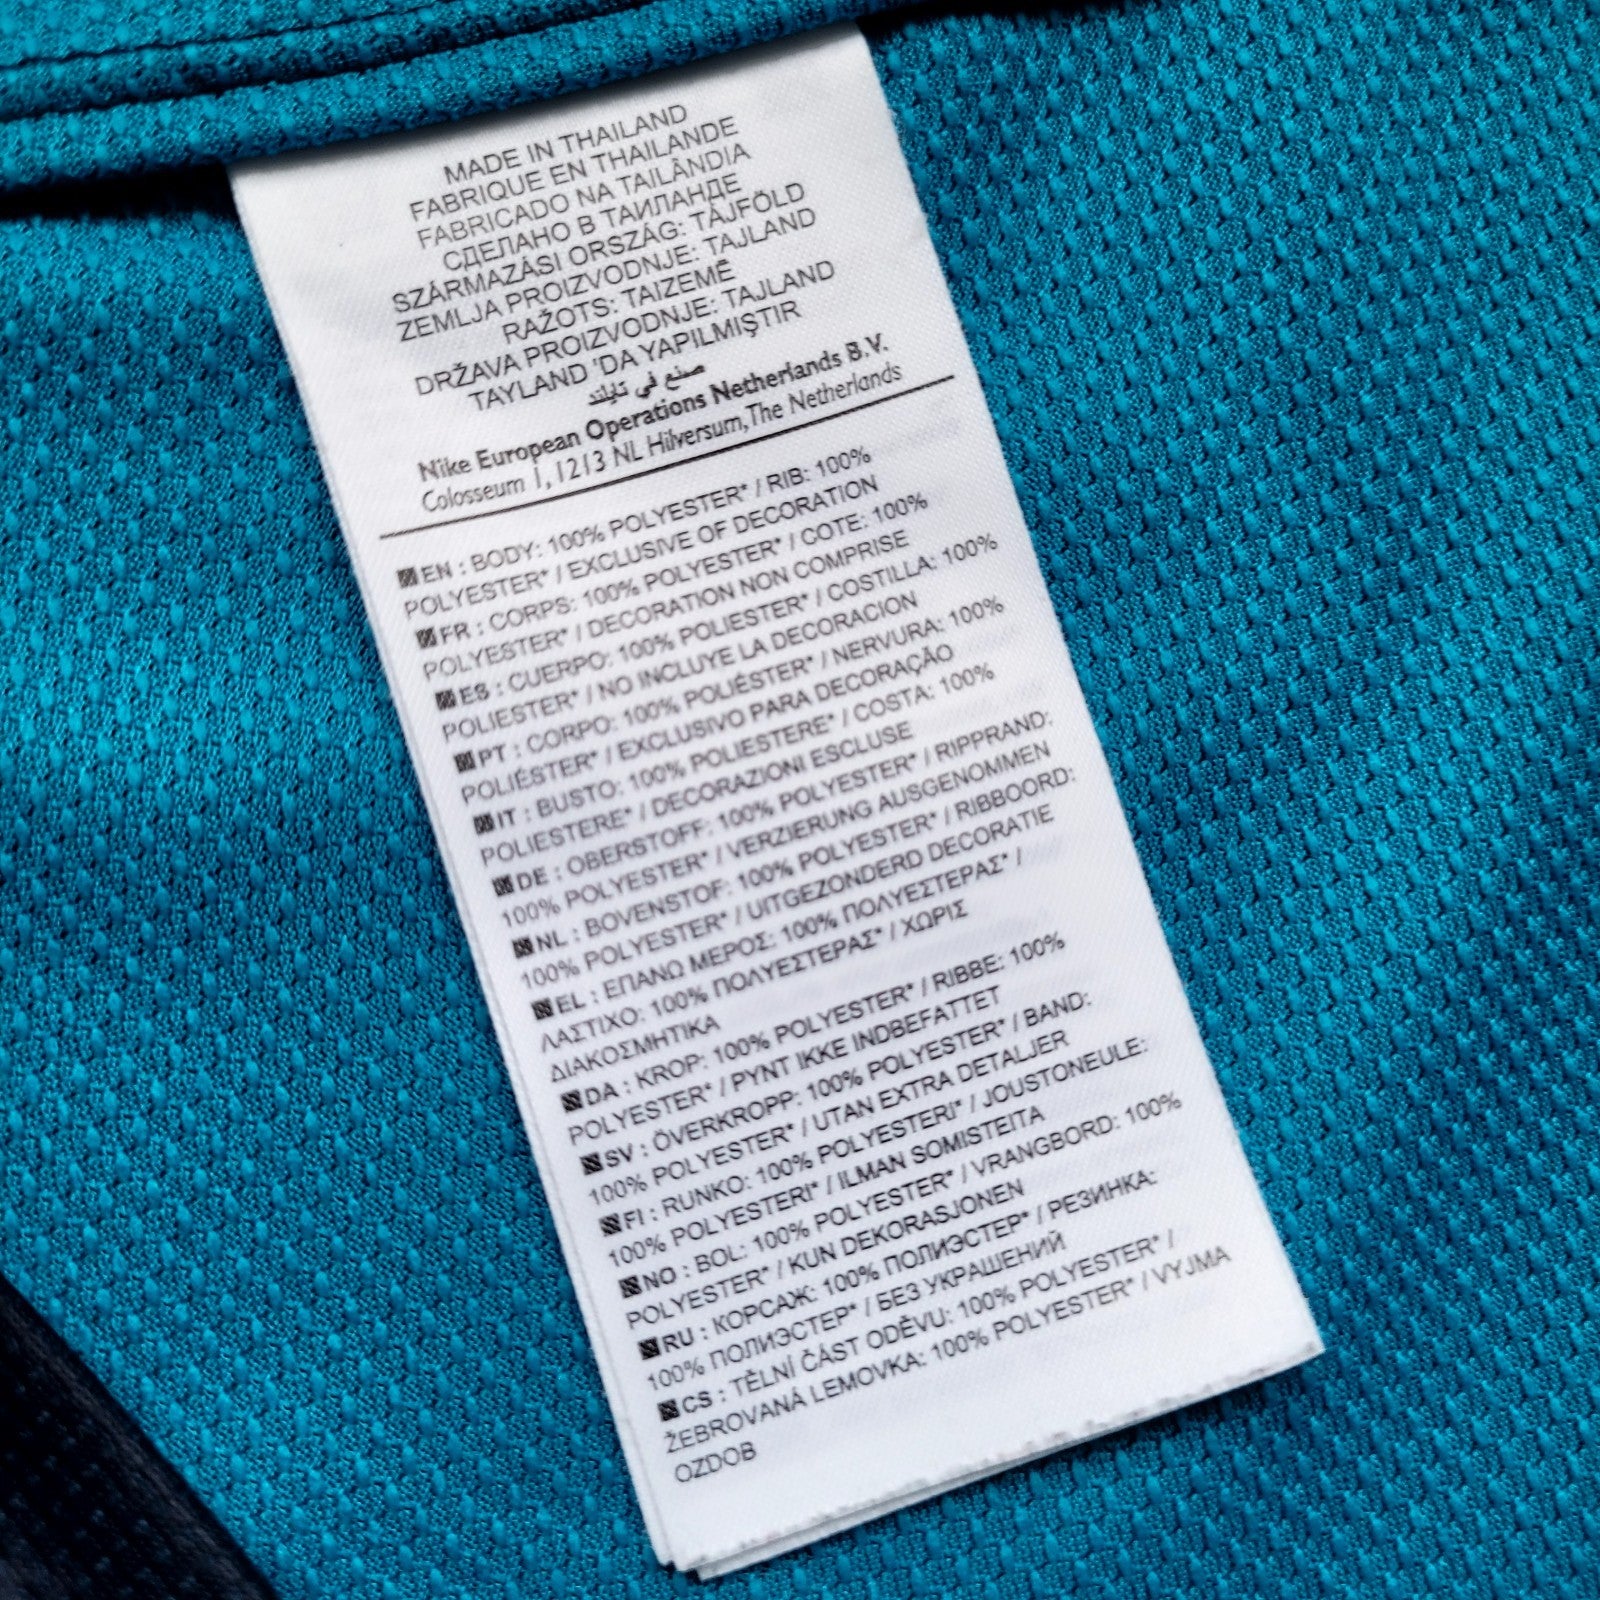 MADE IN THAILAND
FABRIQUE EN THAILANDE
FABRICADO NA TAILÂNDIA
СДЕЛАНО В ТАИЛАНДЕ
SZÁRMAZÁSI ORSZÁG: TÁJFÖLD
ZEMLJA PROIZVODNJE: TAJLAND
RAŽOTS: TAIZEMĒ
DRŽAVA PROIZVODNJE: TAJLAND
TAYLAND 'DA YAPILMIŞTIR
صنع في تايلند
Nike European Operations Netherlands B.V.
Colosseum 1, 1213 NL Hilversum, The Netherlands
EN : BODY: 100% POLYESTER* / RIB: 100%
POLYESTER* / EXCLUSIVE OF DECORATION
FR : CORPS: 100% POLYESTER* / COTE: 100%
POLYESTER* / DECORATION NON COMPRISE
ES : CUERPO: 100% POLIESTER* / COSTILLA: 100%
POLIESTER* / NO INCLUYE LA DECORACION
PT : CORPO: 100% POLIÉSTER* / NERVURA: 100%
POLIÉSTER* / EXCLUSIVO PARA DECORAÇÃO
IT : BUSTO: 100% POLIESTERE* / COSTA: 100%
POLIESTERE* / DECORAZIONI ESCLUSE
DE : OBERSTOFF: 100% POLYESTER* / RIPPRAND:
100% POLYESTER* / VERZIERUNG AUSGENOMMEN
NL : BOVENSTOF: 100% POLYESTER* / RIBBOORD:
100% POLYESTER* / UITGEZONDERD DECORATIE
EL : ΕΠΑΝΩ ΜΕΡΟΣ: 100% ΠΟΛΥΕΣΤΕΡΑΣ* /
ΛΑΣΤΙΧΟ: 100% ΠΟΛΥΕΣΤΕΡΑΣ* / ΧΩΡΙΣ
ΔΙΑΚΟΣΜΗΤΙΚΑ
DA : KROP: 100% POLYESTER* / RIBBE: 100%
POLYESTER* / PYNT IKKE INDBEFATTET
SV : ÖVERKROPP: 100% POLYESTER* / BAND:
100% POLYESTER* / UTAN EXTRA DETALJER
FI : RUNKO: 100% POLYESTERI* / JOUSTONEULE:
100% POLYESTERI* / ILMAN SOMISTEITA
NO : BOL: 100% POLYESTER* / VRANGBORD: 100%
POLYESTER* / KUN DEKORASJONEN
RU : КОРСАЖ: 100% ПОЛИЭСТЕР* / РЕЗИНКА:
100% ПОЛИЭСТЕР* / БЕЗ УКРАШЕНИЙ
CS : TĚLNÍ ČÁST ODĚVU: 100% POLYESTER* /
ŽEBROVANÁ LEMOVKA: 100% POLYESTER* / VYJMA
OZDOB